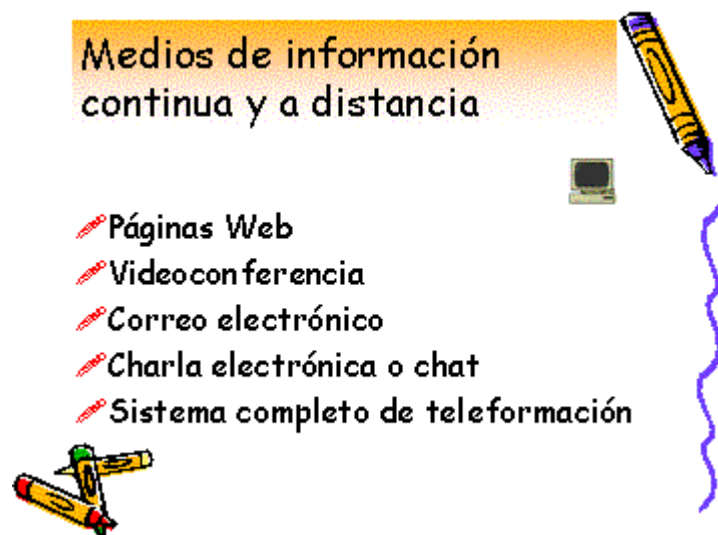 Medios de información
continua y a distancia
Páginas Web
Videoconferencia
Correo electrónico
Charla electrónica o chat
Sistema completo de teleformación